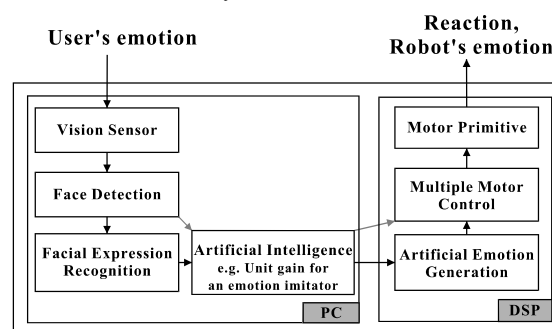 User's emotion
Reaction,
Robot's emotion
Vision Sensor
Face Detection
Facial Expression
Recognition
Artificial Intelligence
e.g. Unit gain for
an emotion imitator
PC
Motor Primitive
Multiple Motor
Control
Artificial Emotion
Generation
DSP